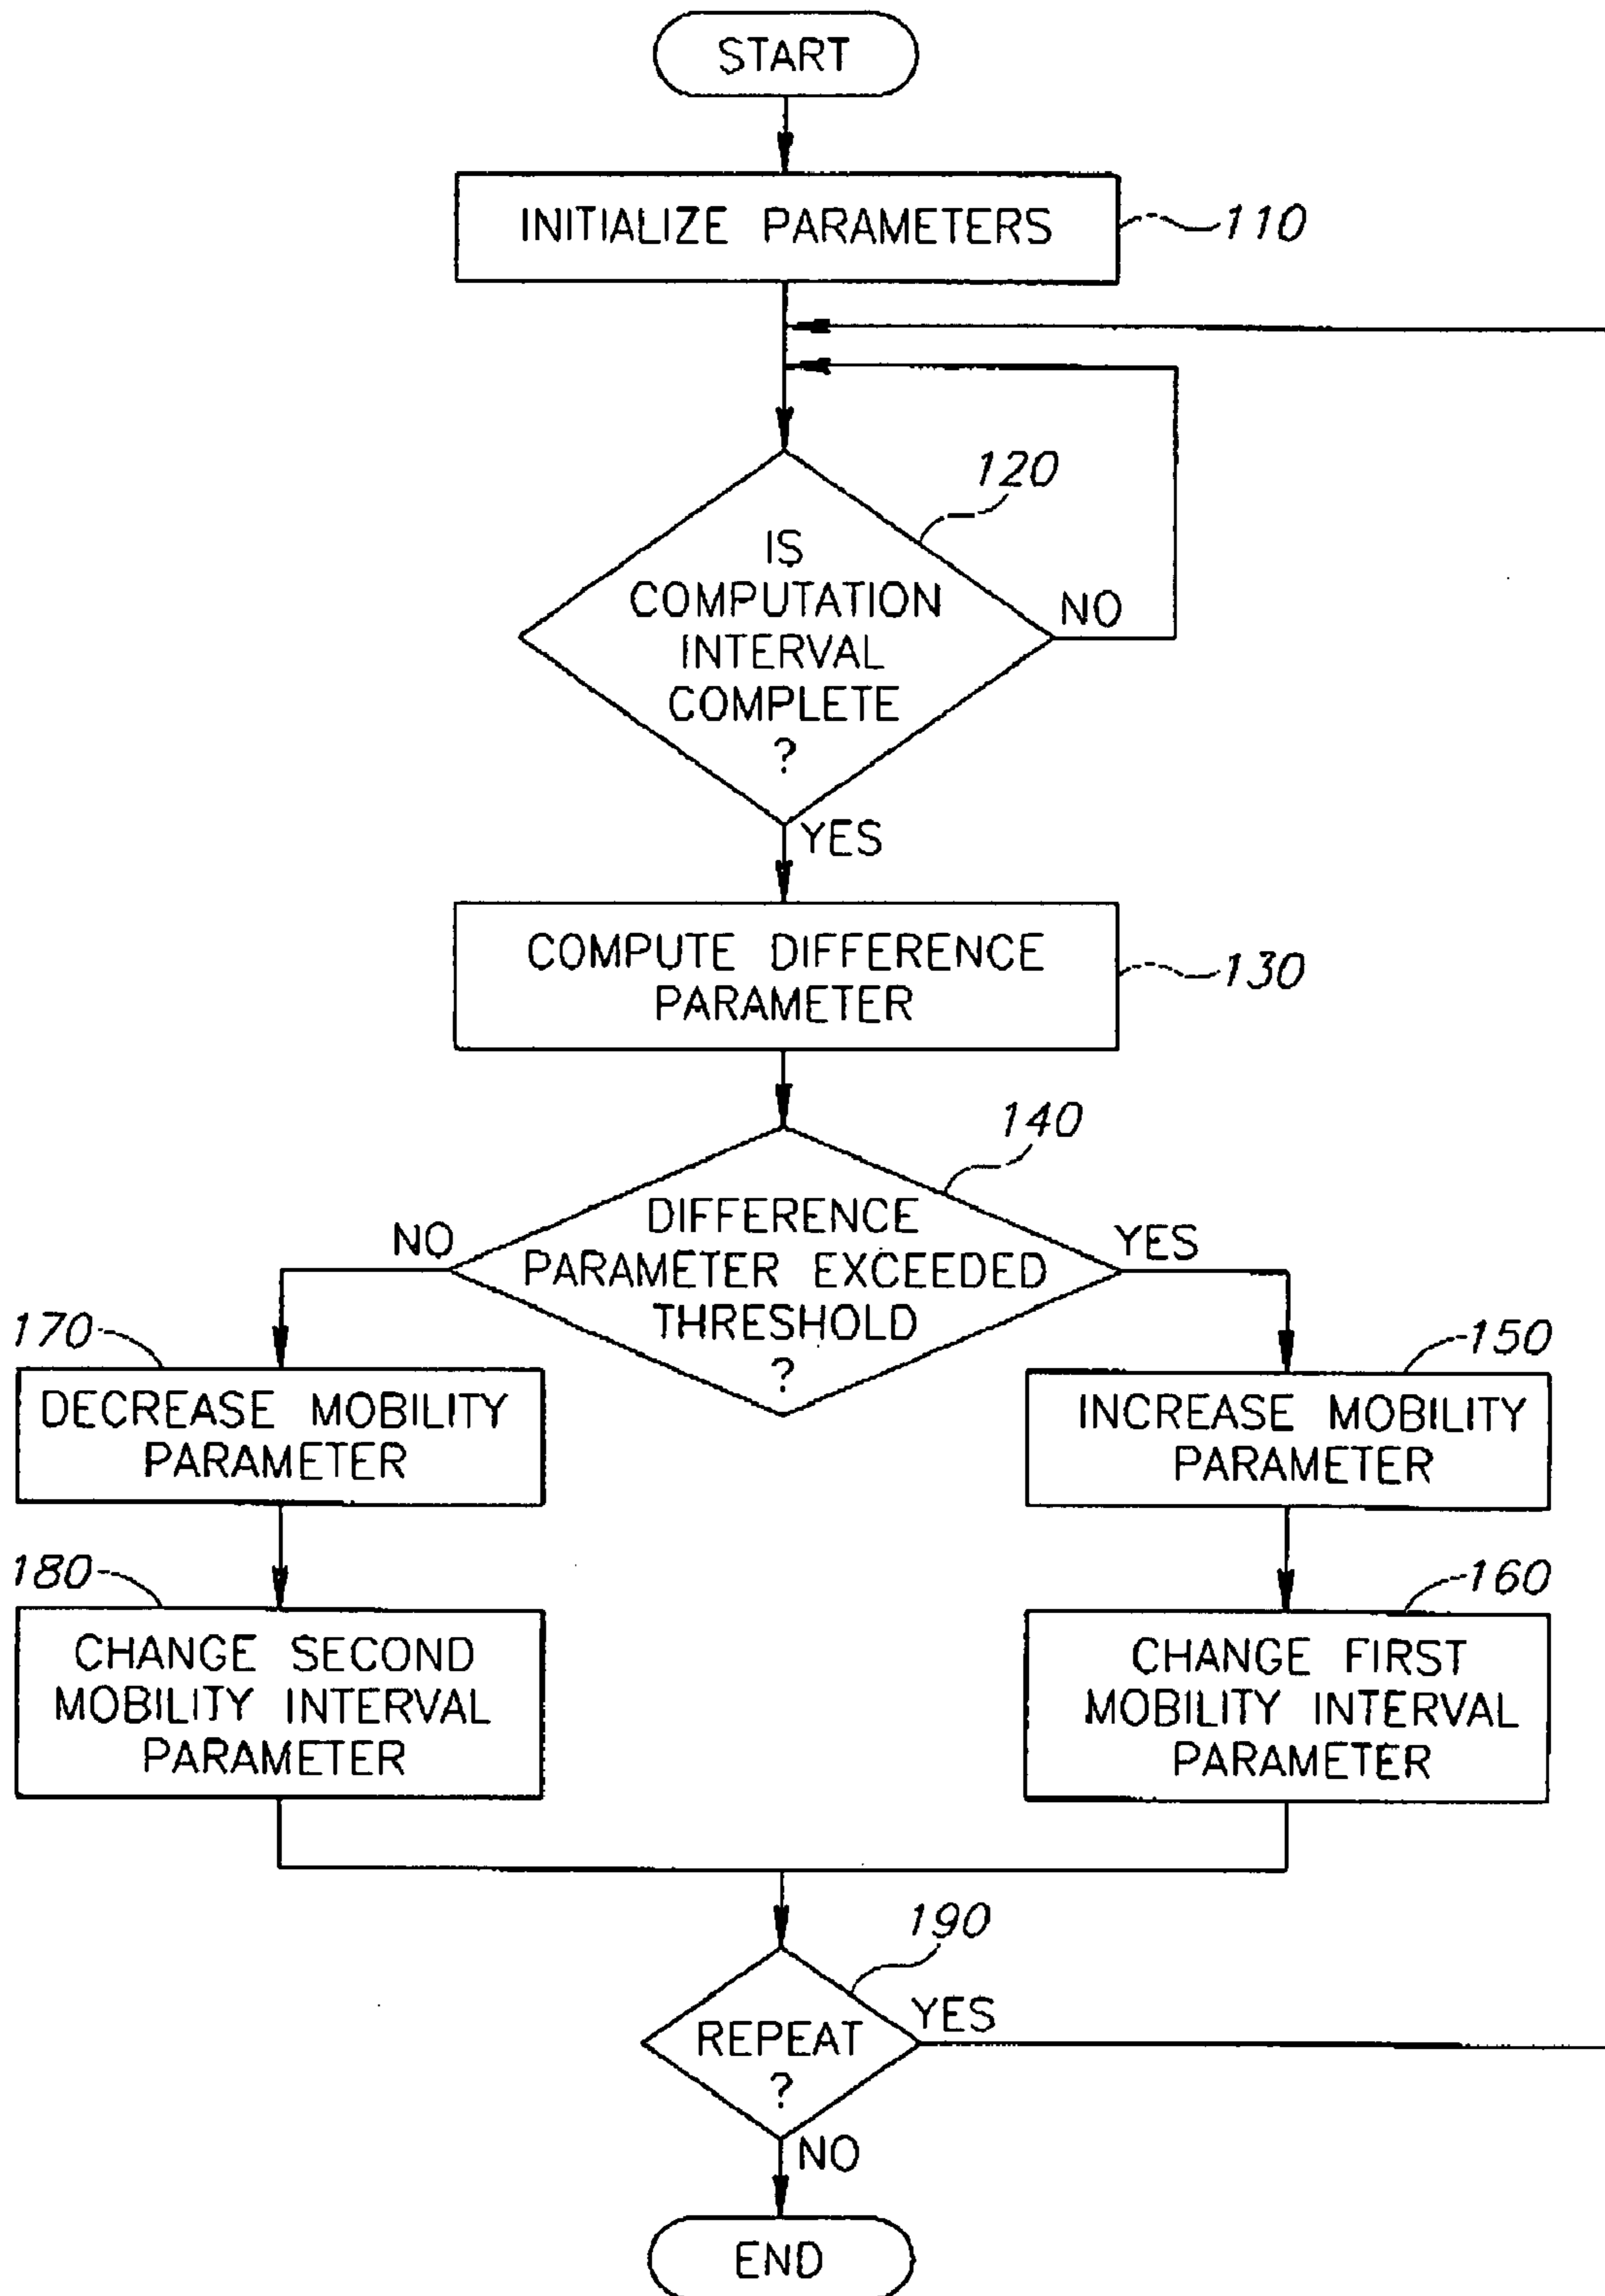 START
INITIALIZE PARAMETERS
110
120
IS
COMPUTATION
INTERVAL
COMPLETE
?
NO
YES
COMPUTE DIFFERENCE
PARAMETER
130
140
DIFFERENCE
PARAMETER EXCEEDED
THRESHOLD
?
NO
YES
170
DECREASE MOBILITY
PARAMETER
150
INCREASE MOBILITY
PARAMETER
180
CHANGE SECOND
MOBILITY INTERVAL
PARAMETER
160
CHANGE FIRST
MOBILITY INTERVAL
PARAMETER
190
REPEAT
?
YES
NO
END